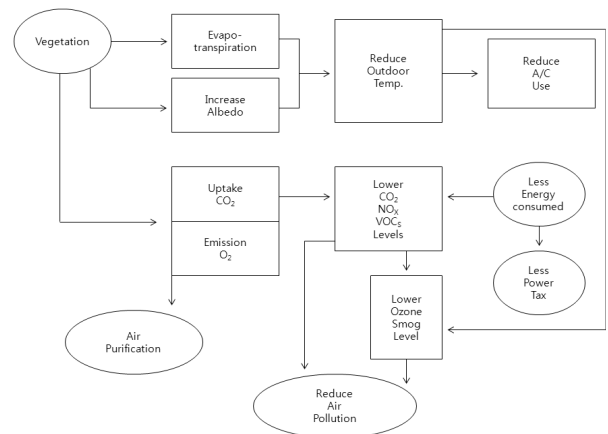 Vegetation
Evapo-
transpiration
Increase
Albedo
Reduce
Outdoor
Temp.
Reduce
A/C
Use
Uptake
CO₂
Emission
O₂
Lower
CO₂
NOₓ
VOCₛ
Levels
Less
Energy
consumed
Less
Power
Tax
Lower
Ozone
Smog
Level
Air
Purification
Reduce
Air
Pollution